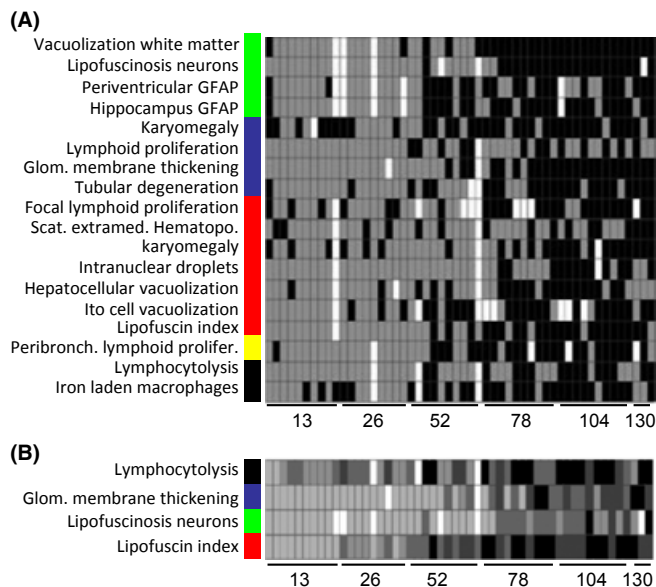 (A)
Vacuolization white matter
Lipofuscinosis neurons
Periventricular GFAP
Hippocampus GFAP
Karyomegaly
Lymphoid proliferation
Glom. membrane thickening
Tubular degeneration
Focal lymphoid proliferation
Scat. extramed. Hematopo.
karyomegaly
Intranuclear droplets
Hepatocellular vacuolization
Ito cell vacuolization
Lipofuscin index
Peribronch. lymphoid prolifer.
Lymphocytolysis
Iron laden macrophages
13 26 52 78 104 130
(B)
Lymphocytolysis
Glom. membrane thickening
Lipofuscinosis neurons
Lipofuscin index
13 26 52 78 104 130